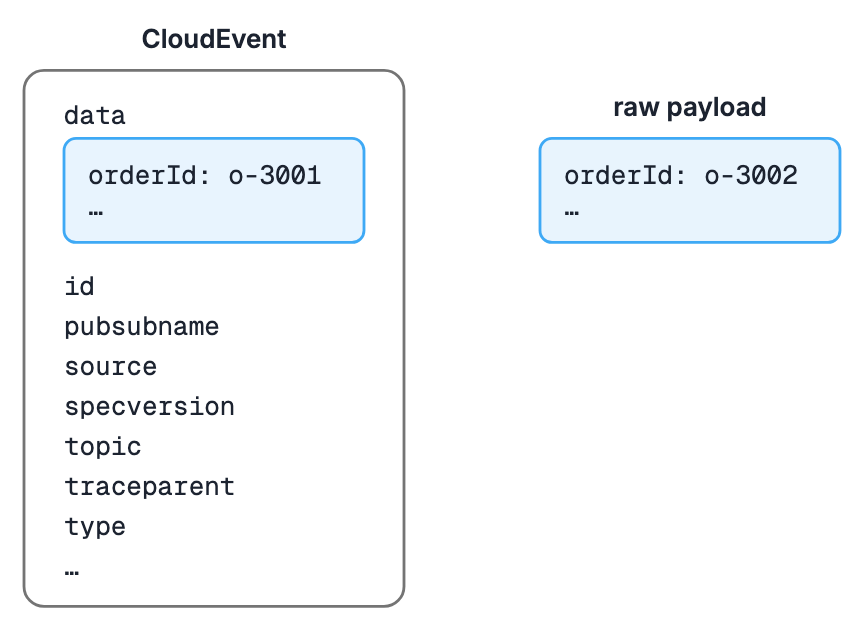 CloudEvent
data
orderId: o-3001
…
id
pubsubname
source
specversion
topic
traceparent
type
…
raw payload
orderId: o-3002
…